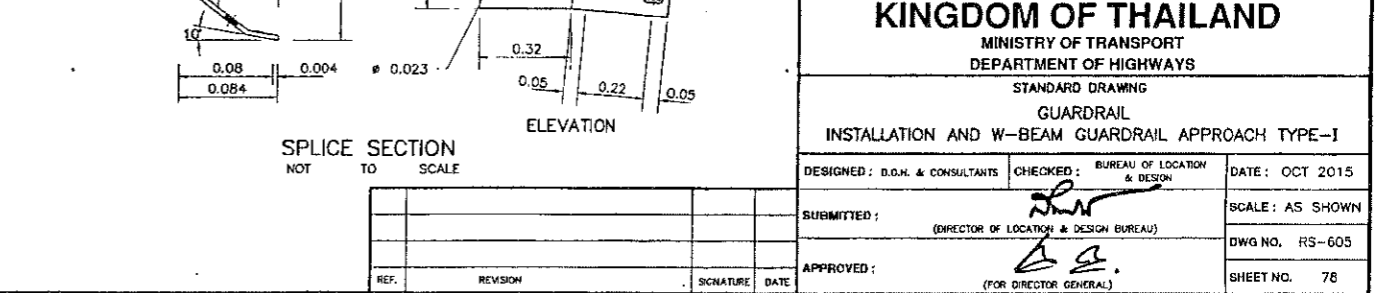 10°
0.08
0.004
0.084
ø 0.023
0.32
0.05
0.22
0.05
ELEVATION
SPLICE SECTION
NOT TO SCALE
REF.
REVISION
SIGNATURE
DATE
KINGDOM OF THAILAND
MINISTRY OF TRANSPORT
DEPARTMENT OF HIGHWAYS
STANDARD DRAWING
GUARDRAIL
INSTALLATION AND W-BEAM GUARDRAIL APPROACH TYPE-I
DESIGNED : D.O.H. & CONSULTANTS
CHECKED : BUREAU OF LOCATION
& DESIGN
DATE : OCT 2015
SUBMITTED :
(DIRECTOR OF LOCATION & DESIGN BUREAU)
SCALE : AS SHOWN
DWG NO. RS-605
APPROVED :
(FOR DIRECTOR GENERAL)
SHEET NO. 78